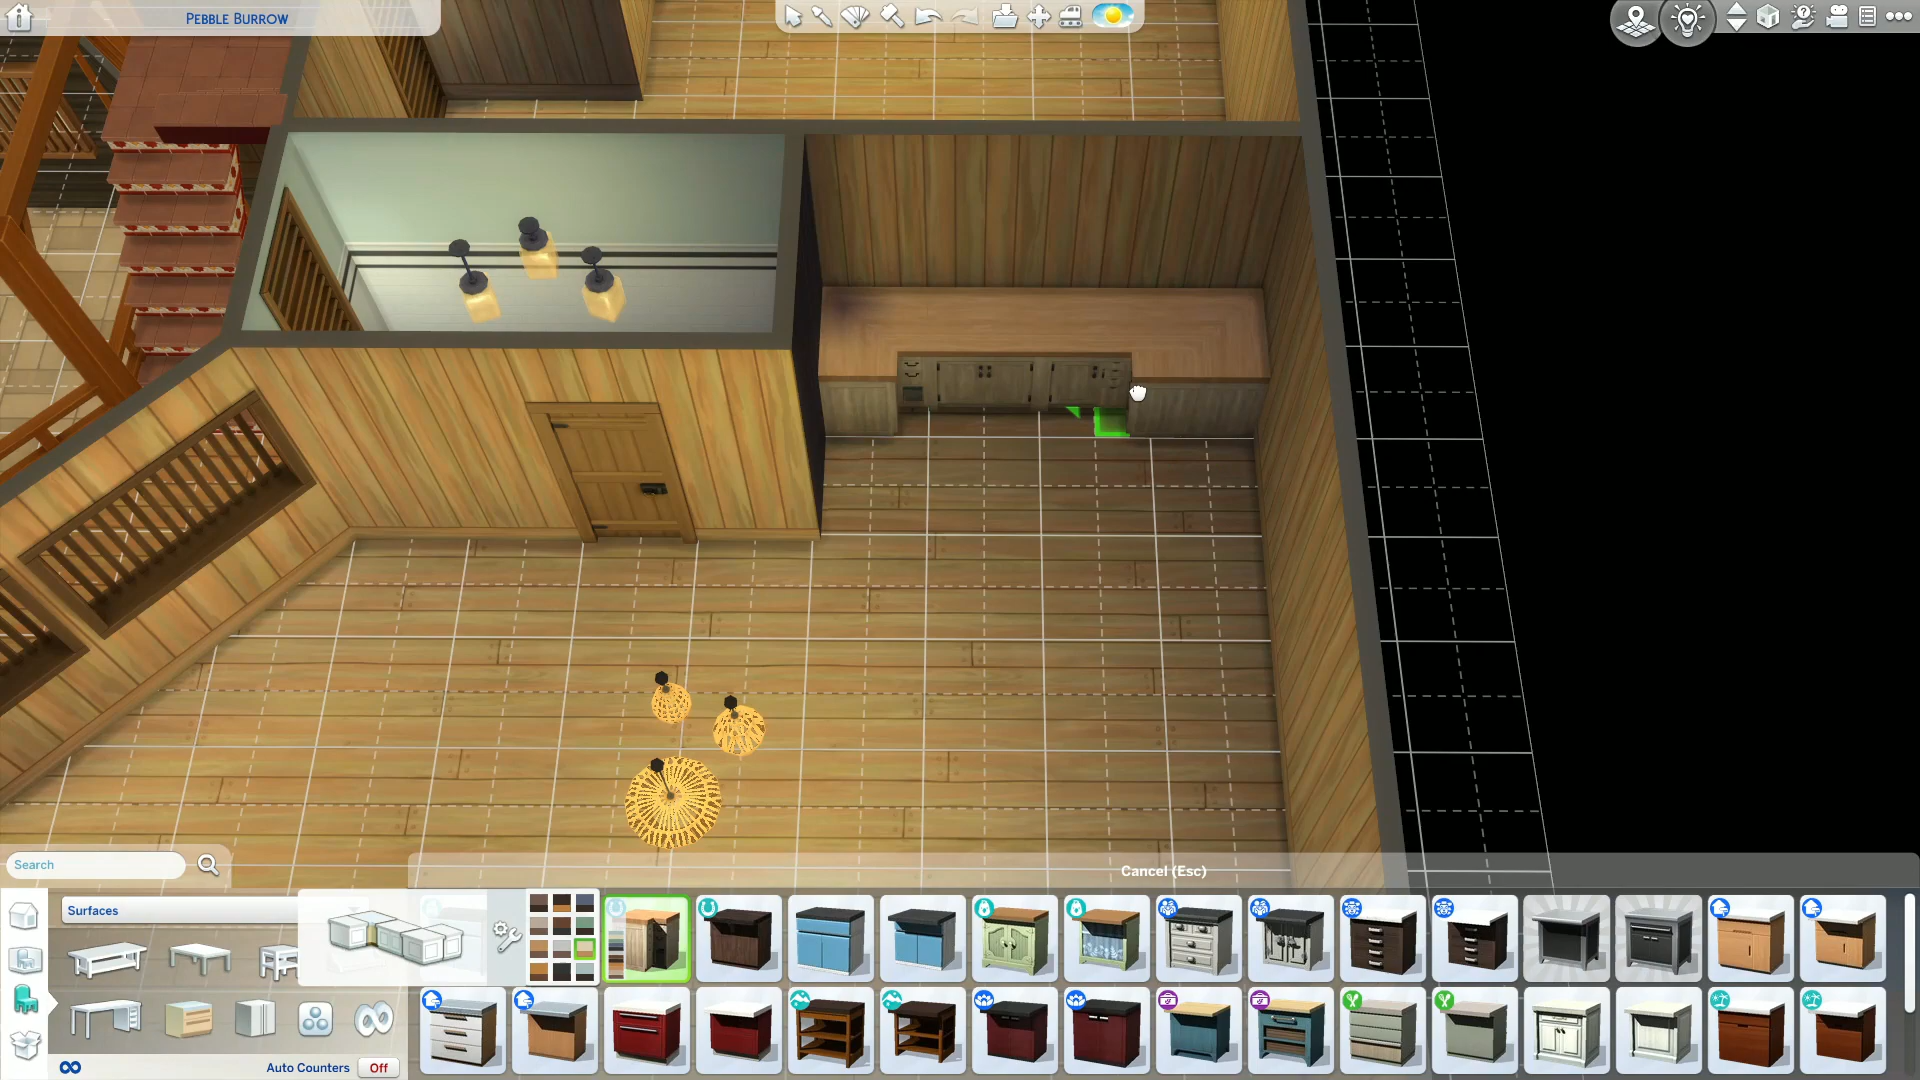 Pebble Burrow
Cancel (Esc)
Search
Surfaces
Auto Counters
Off